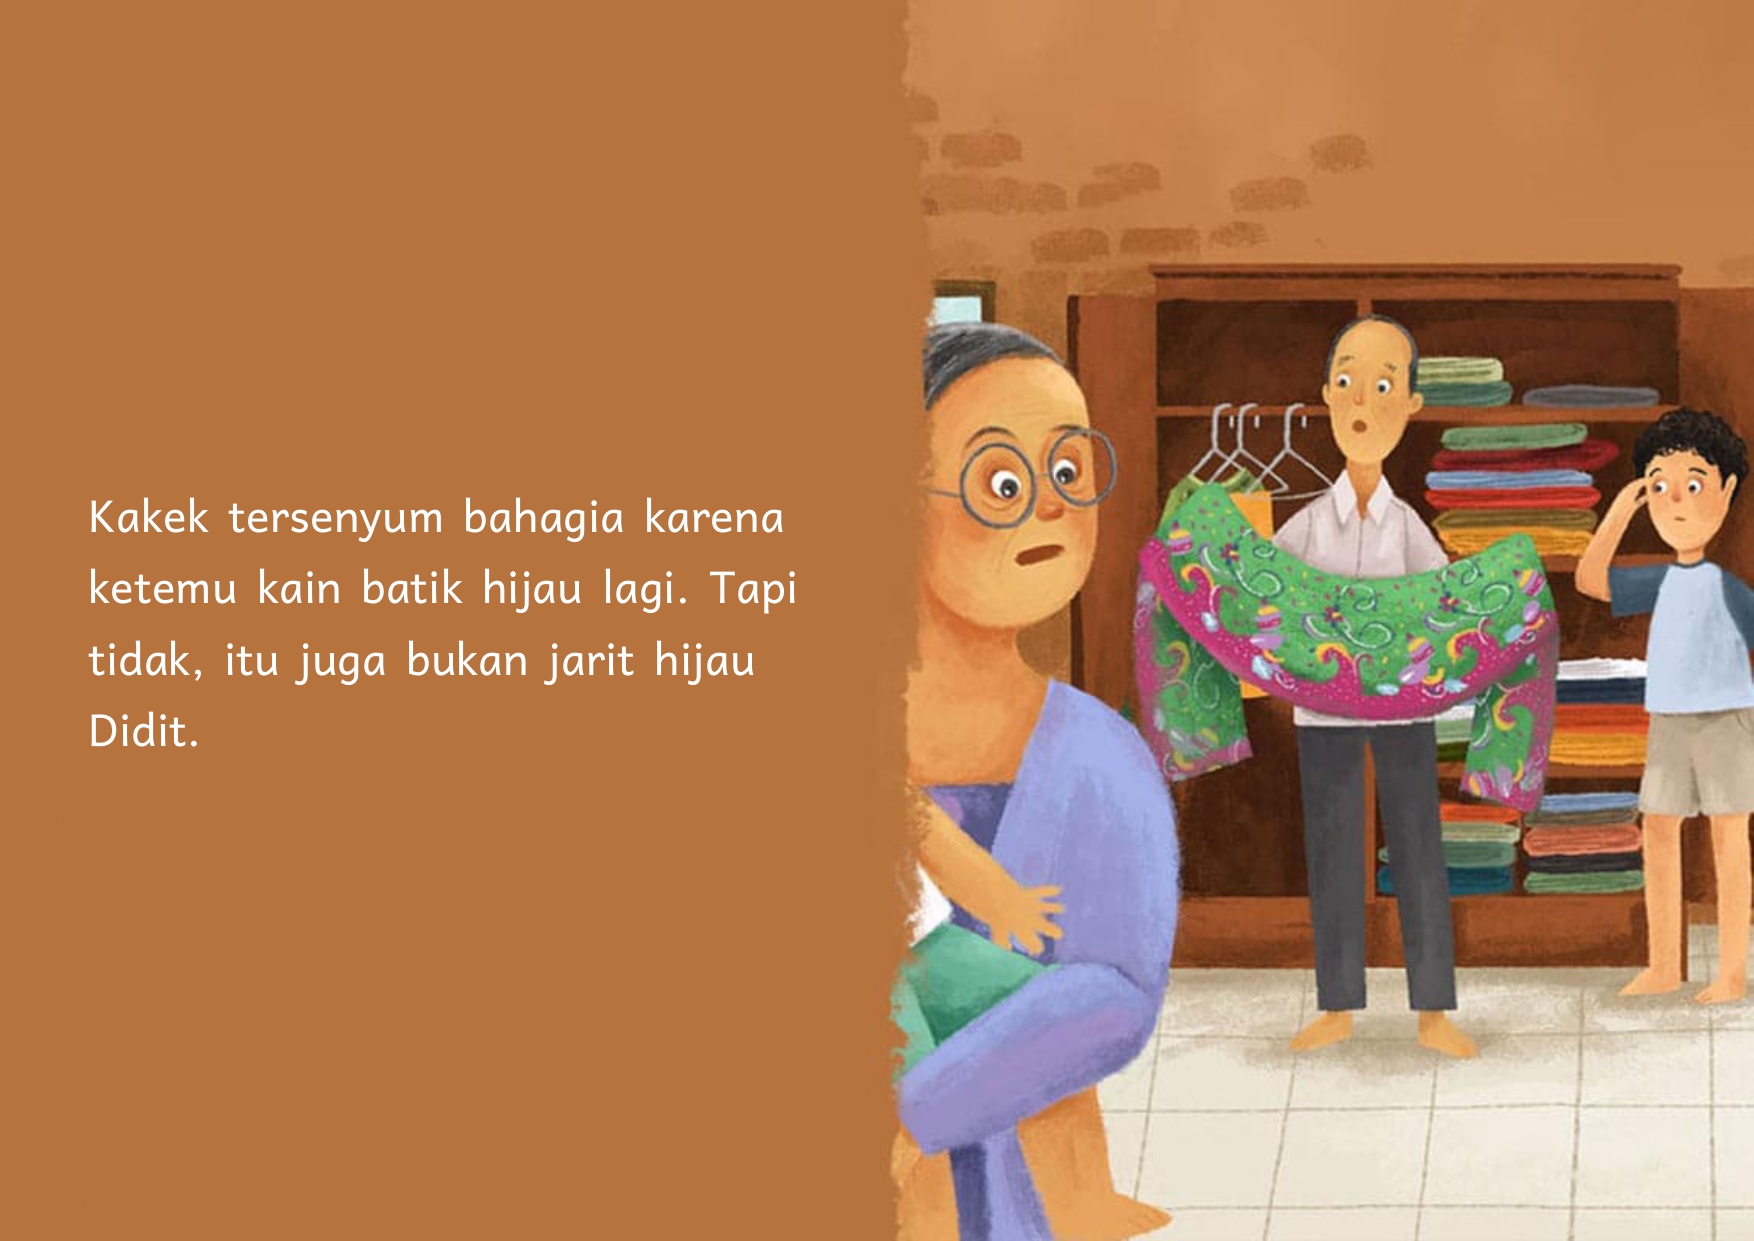 Kakek tersenyum bahagia karena
ketemu kain batik hijau lagi. Tapi
tidak, itu juga bukan jarit hijau
Didit.